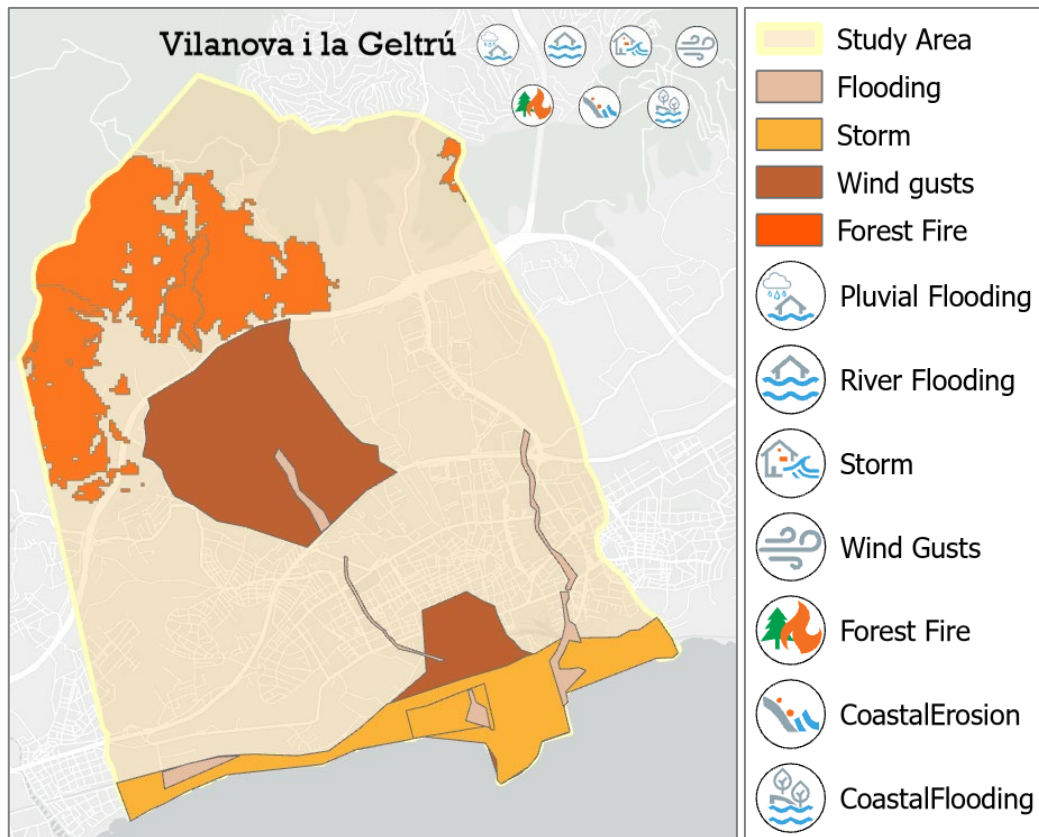 Vilanova i la Geltrú
Study Area
Flooding
Storm
Wind gusts
Forest Fire
Pluvial Flooding
River Flooding
Storm
Wind Gusts
Forest Fire
CoastalErosion
CoastalFlooding